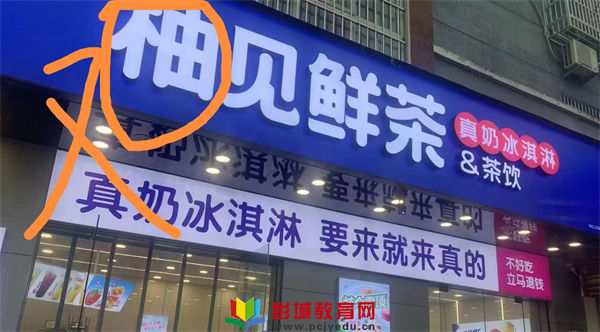 柚见鲜茶
真奶冰淇淋
&茶饮
真奶冰淇淋 要来就来真的
不好吃
立马退钱
彭城教育网
www.pcjyedu.cn